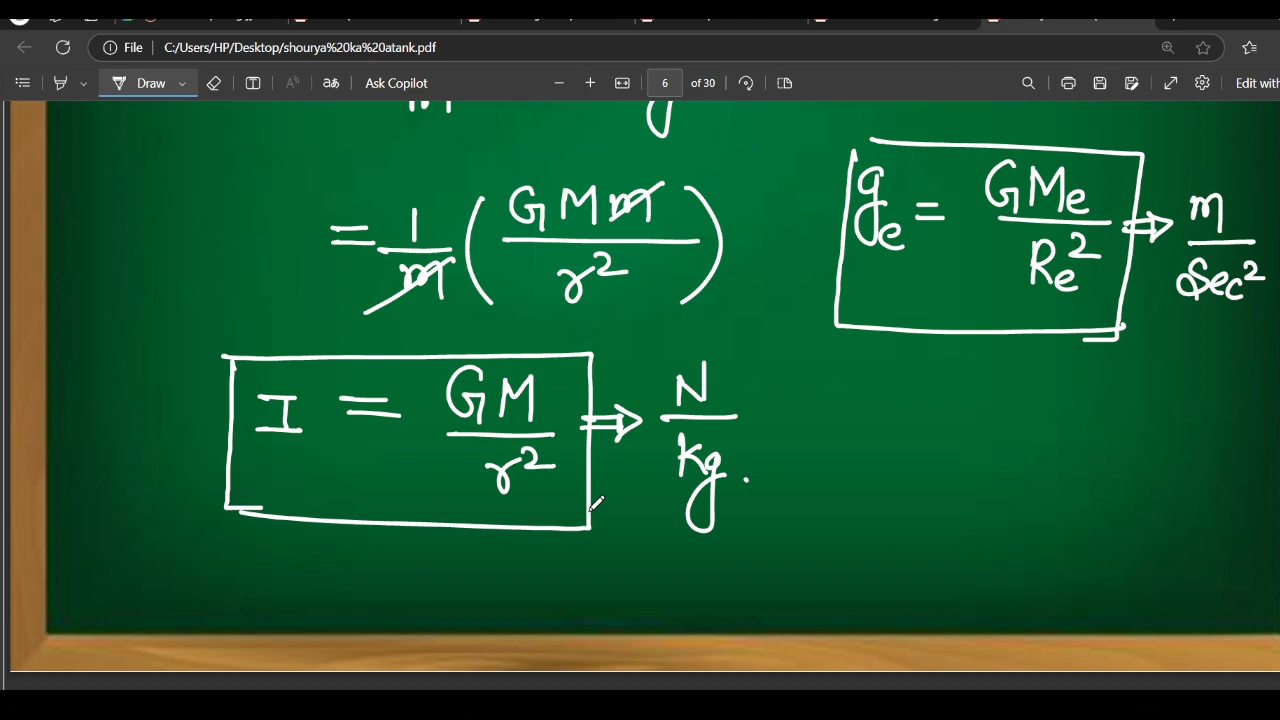 File C:/Users/HP/Desktop/shourya%20ka%20atank.pdf
Draw Ask Copilot 6 of 30 Edit with
= 1/m ( GMm / r² )
gₑ = GMₑ / Rₑ² ⇒ m / Sec²
I = GM / r² ⇒ N / kg.